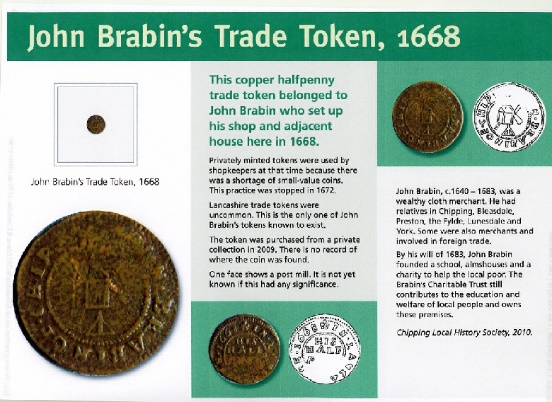 John Brabin's Trade Token, 1668
John Brabin's Trade Token, 1668
This copper halfpenny
trade token belonged to
John Brabin who set up
his shop and adjacent
house here in 1668.
Privately minted tokens were used by
shopkeepers at that time because there
was a shortage of small-value coins.
This practice was stopped in 1672.
Lancashire trade tokens were
uncommon. This is the only one of John
Brabin's tokens known to exist.
The token was purchased from a private
collection in 2009. There is no record of
where the coin was found.
One face shows a post mill. It is not yet
known if this had any significance.
HIS
HALF
John Brabin, c.1640 – 1683, was a
wealthy cloth merchant. He had
relatives in Chipping, Bleasdale,
Preston, the Fylde, Lunesdale and
York. Some were also merchants and
involved in foreign trade.
By his will of 1683, John Brabin
founded a school, almshouses and a
charity to help the local poor. The
Brabin's Charitable Trust still
contributes to the education and
welfare of local people and owns
these premises.
Chipping Local History Society, 2010.